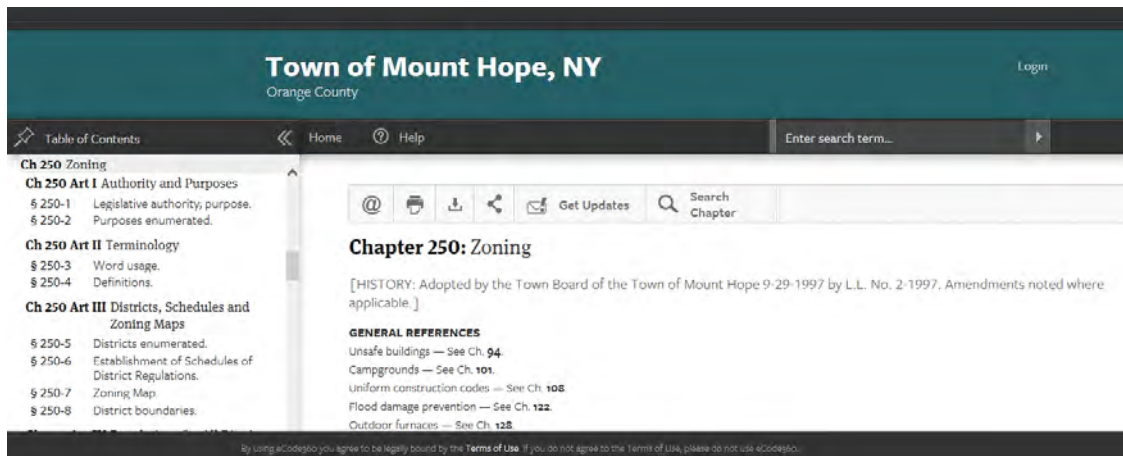 Town of Mount Hope, NY
Orange County
Login
Table of Contents
Home
Help
Enter search term...
Ch 250 Zoning
Ch 250 Art I Authority and Purposes
§ 250-1 Legislative authority, purpose.
§ 250-2 Purposes enumerated.
Ch 250 Art II Terminology
§ 250-3 Word usage.
§ 250-4 Definitions.
Ch 250 Art III Districts, Schedules and
Zoning Maps
§ 250-5 Districts enumerated.
§ 250-6 Establishment of Schedules of
District Regulations.
§ 250-7 Zoning Map.
§ 250-8 District boundaries.
@
Get Updates
Search
Chapter
Chapter 250: Zoning
[HISTORY: Adopted by the Town Board of the Town of Mount Hope 9-29-1997 by L.L. No. 2-1997. Amendments noted where
applicable.]
GENERAL REFERENCES
Unsafe buildings — See Ch. 94.
Campgrounds — See Ch. 101.
Uniform construction codes — See Ch. 108.
Flood damage prevention — See Ch. 122.
Outdoor furnaces — See Ch. 128.
By using eCode360 you agree to be legally bound by the Terms of Use. If you do not agree to the Terms of Use, please do not use eCode360.